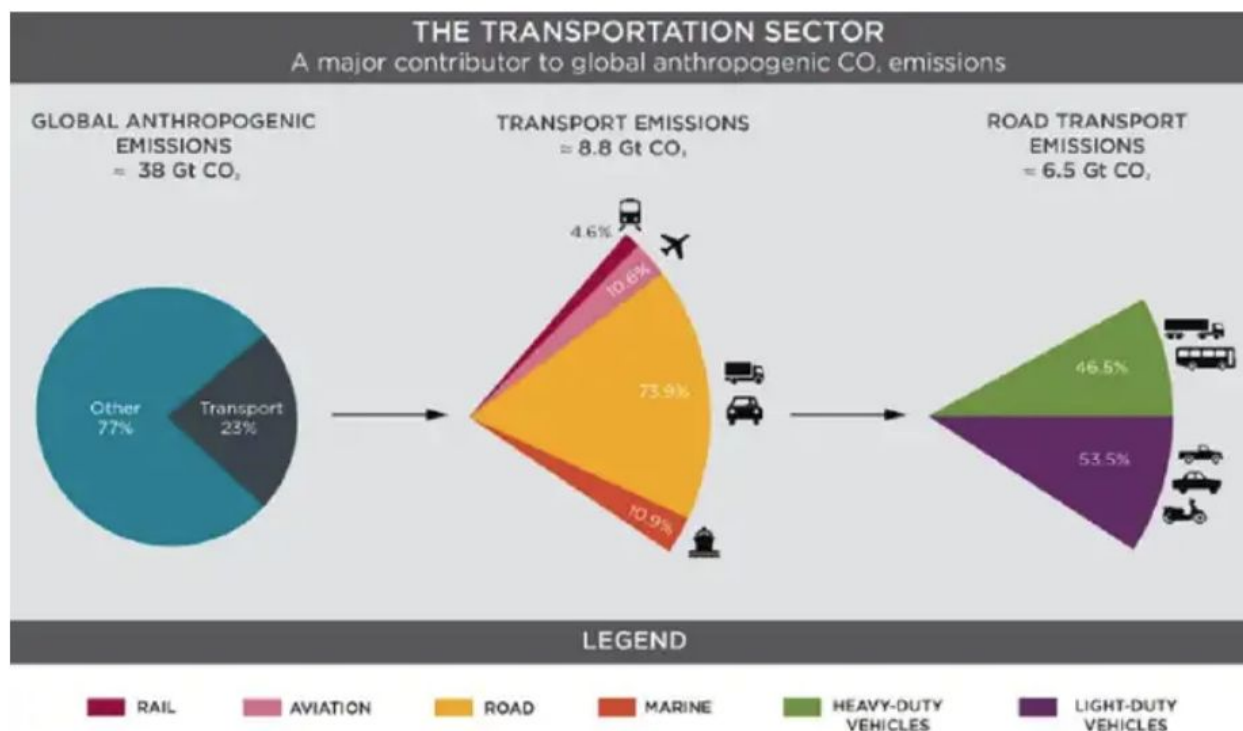 THE TRANSPORTATION SECTOR
A major contributor to global anthropogenic CO₂ emissions
GLOBAL ANTHROPOGENIC
EMISSIONS
≈ 38 Gt CO₂
TRANSPORT EMISSIONS
≈ 8.8 Gt CO₂
ROAD TRANSPORT
EMISSIONS
≈ 6.5 Gt CO₂
Other
77%
Transport
23%
4.6%
10.6%
73.9%
10.9%
46.5%
53.5%
LEGEND
RAIL
AVIATION
ROAD
MARINE
HEAVY-DUTY
VEHICLES
LIGHT-DUTY
VEHICLES